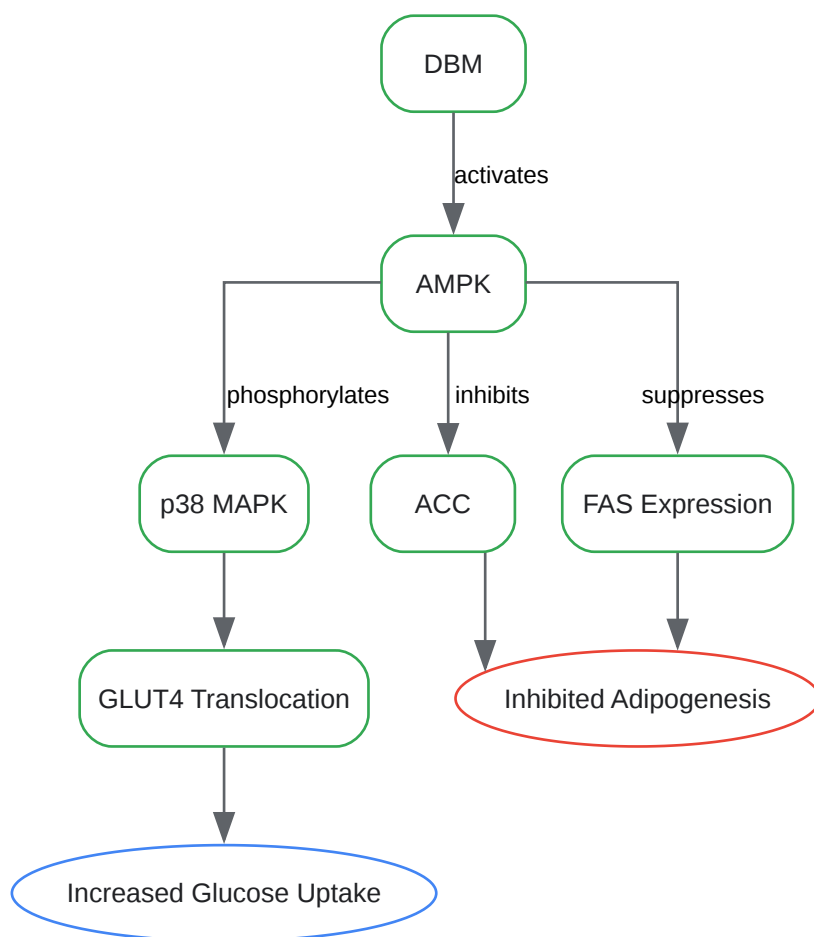 DBM
activates
AMPK
phosphorylates
inhibits
suppresses
p38 MAPK
ACC
FAS Expression
GLUT4 Translocation
Inhibited Adipogenesis
Increased Glucose Uptake